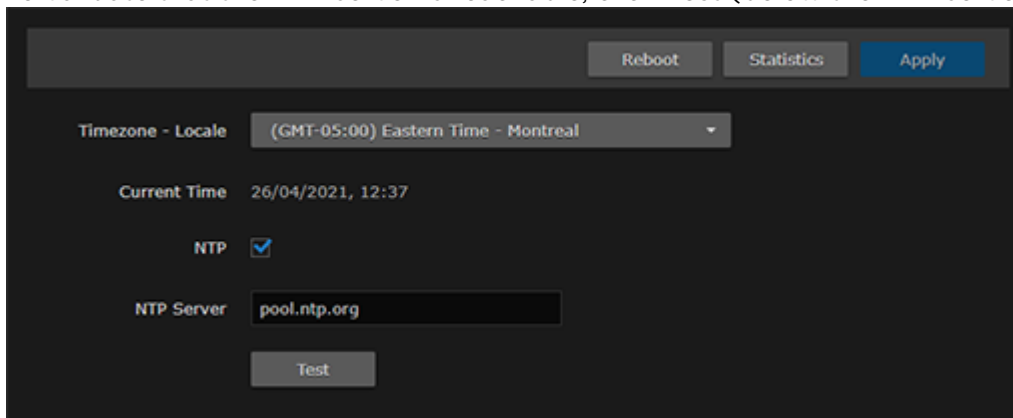 Reboot Statistics Apply
Timezone - Locale (GMT-05:00) Eastern Time - Montreal
Current Time 26/04/2021, 12:37
NTP
NTP Server pool.ntp.org
Test